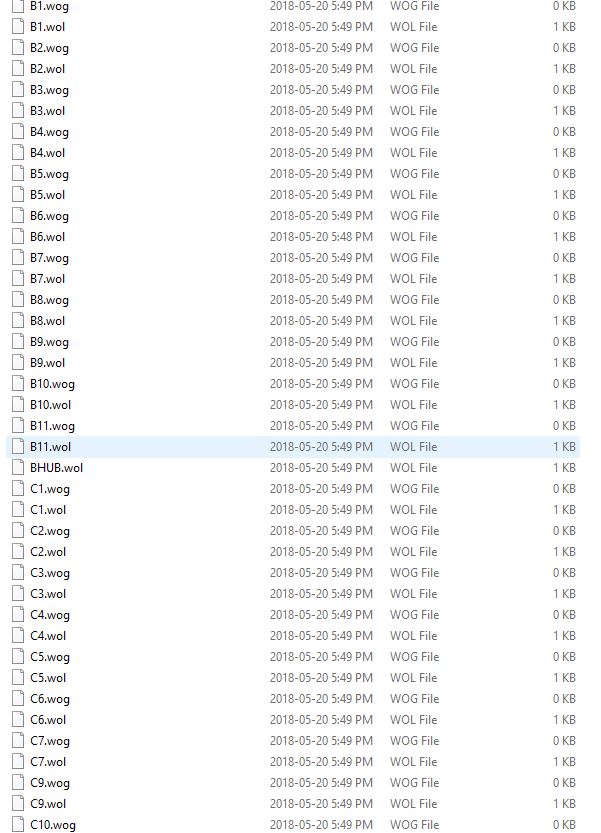 B1.wog 2018-05-20 5:49 PM WOG File 0 KB
B1.wol 2018-05-20 5:49 PM WOL File 1 KB
B2.wog 2018-05-20 5:49 PM WOG File 0 KB
B2.wol 2018-05-20 5:49 PM WOL File 1 KB
B3.wog 2018-05-20 5:49 PM WOG File 0 KB
B3.wol 2018-05-20 5:49 PM WOL File 1 KB
B4.wog 2018-05-20 5:49 PM WOG File 0 KB
B4.wol 2018-05-20 5:49 PM WOL File 1 KB
B5.wog 2018-05-20 5:49 PM WOG File 0 KB
B5.wol 2018-05-20 5:49 PM WOL File 1 KB
B6.wog 2018-05-20 5:49 PM WOG File 0 KB
B6.wol 2018-05-20 5:48 PM WOL File 1 KB
B7.wog 2018-05-20 5:49 PM WOG File 0 KB
B7.wol 2018-05-20 5:49 PM WOL File 1 KB
B8.wog 2018-05-20 5:49 PM WOG File 0 KB
B8.wol 2018-05-20 5:49 PM WOL File 1 KB
B9.wog 2018-05-20 5:49 PM WOG File 0 KB
B9.wol 2018-05-20 5:49 PM WOL File 1 KB
B10.wog 2018-05-20 5:49 PM WOG File 0 KB
B10.wol 2018-05-20 5:49 PM WOL File 1 KB
B11.wog 2018-05-20 5:49 PM WOG File 0 KB
B11.wol 2018-05-20 5:49 PM WOL File 1 KB
BHUB.wol 2018-05-20 5:49 PM WOL File 1 KB
C1.wog 2018-05-20 5:49 PM WOG File 0 KB
C1.wol 2018-05-20 5:49 PM WOL File 1 KB
C2.wog 2018-05-20 5:49 PM WOG File 0 KB
C2.wol 2018-05-20 5:49 PM WOL File 1 KB
C3.wog 2018-05-20 5:49 PM WOG File 0 KB
C3.wol 2018-05-20 5:49 PM WOL File 1 KB
C4.wog 2018-05-20 5:49 PM WOG File 0 KB
C4.wol 2018-05-20 5:49 PM WOL File 1 KB
C5.wog 2018-05-20 5:49 PM WOG File 0 KB
C5.wol 2018-05-20 5:49 PM WOL File 1 KB
C6.wog 2018-05-20 5:49 PM WOG File 0 KB
C6.wol 2018-05-20 5:49 PM WOL File 1 KB
C7.wog 2018-05-20 5:49 PM WOG File 0 KB
C7.wol 2018-05-20 5:49 PM WOL File 1 KB
C9.wog 2018-05-20 5:49 PM WOG File 0 KB
C9.wol 2018-05-20 5:49 PM WOL File 1 KB
C10.wog 2018-05-20 5:49 PM WOG File 0 KB